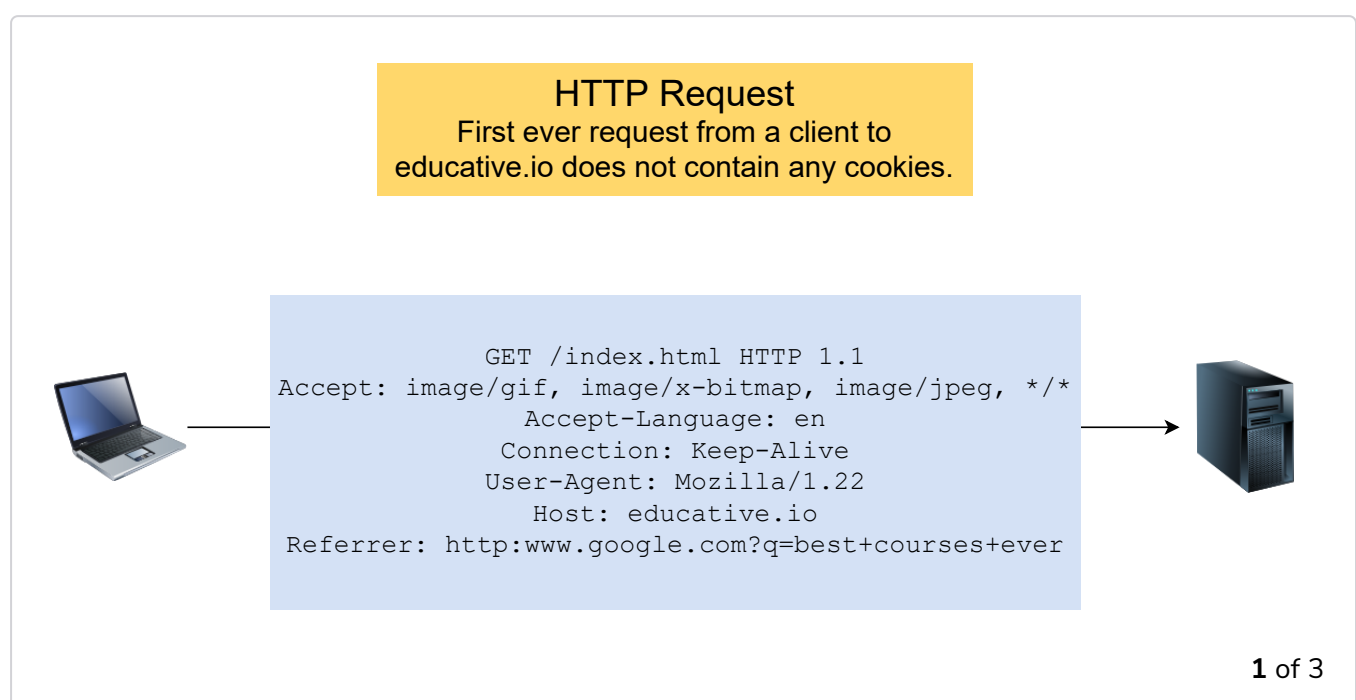 HTTP Request
First ever request from a client to
educative.io does not contain any cookies.
GET /index.html HTTP 1.1
Accept: image/gif, image/x-bitmap, image/jpeg, */*
Accept-Language: en
Connection: Keep-Alive
User-Agent: Mozilla/1.22
Host: educative.io
Referrer: http:www.google.com?q=best+courses+ever
1 of 3